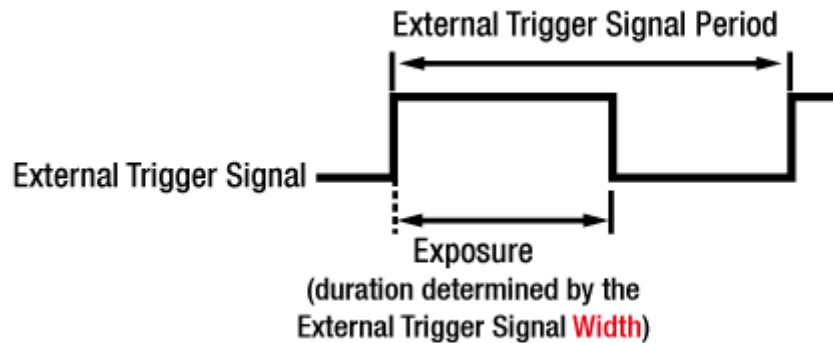 External Trigger Signal Period
External Trigger Signal
Exposure
(duration determined by the
External Trigger Signal Width)